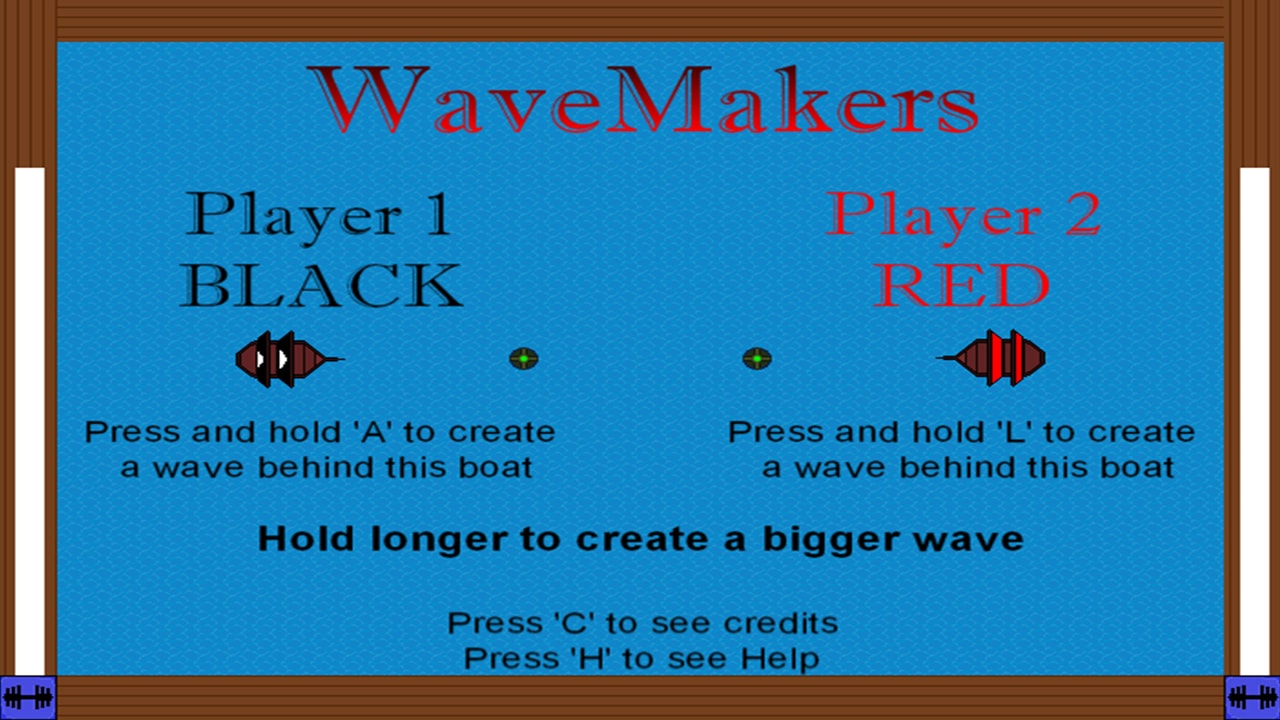 WaveMakers
Player 1
BLACK
Player 2
RED
Press and hold 'A' to create
a wave behind this boat
Press and hold 'L' to create
a wave behind this boat
Hold longer to create a bigger wave
Press 'C' to see credits
Press 'H' to see Help